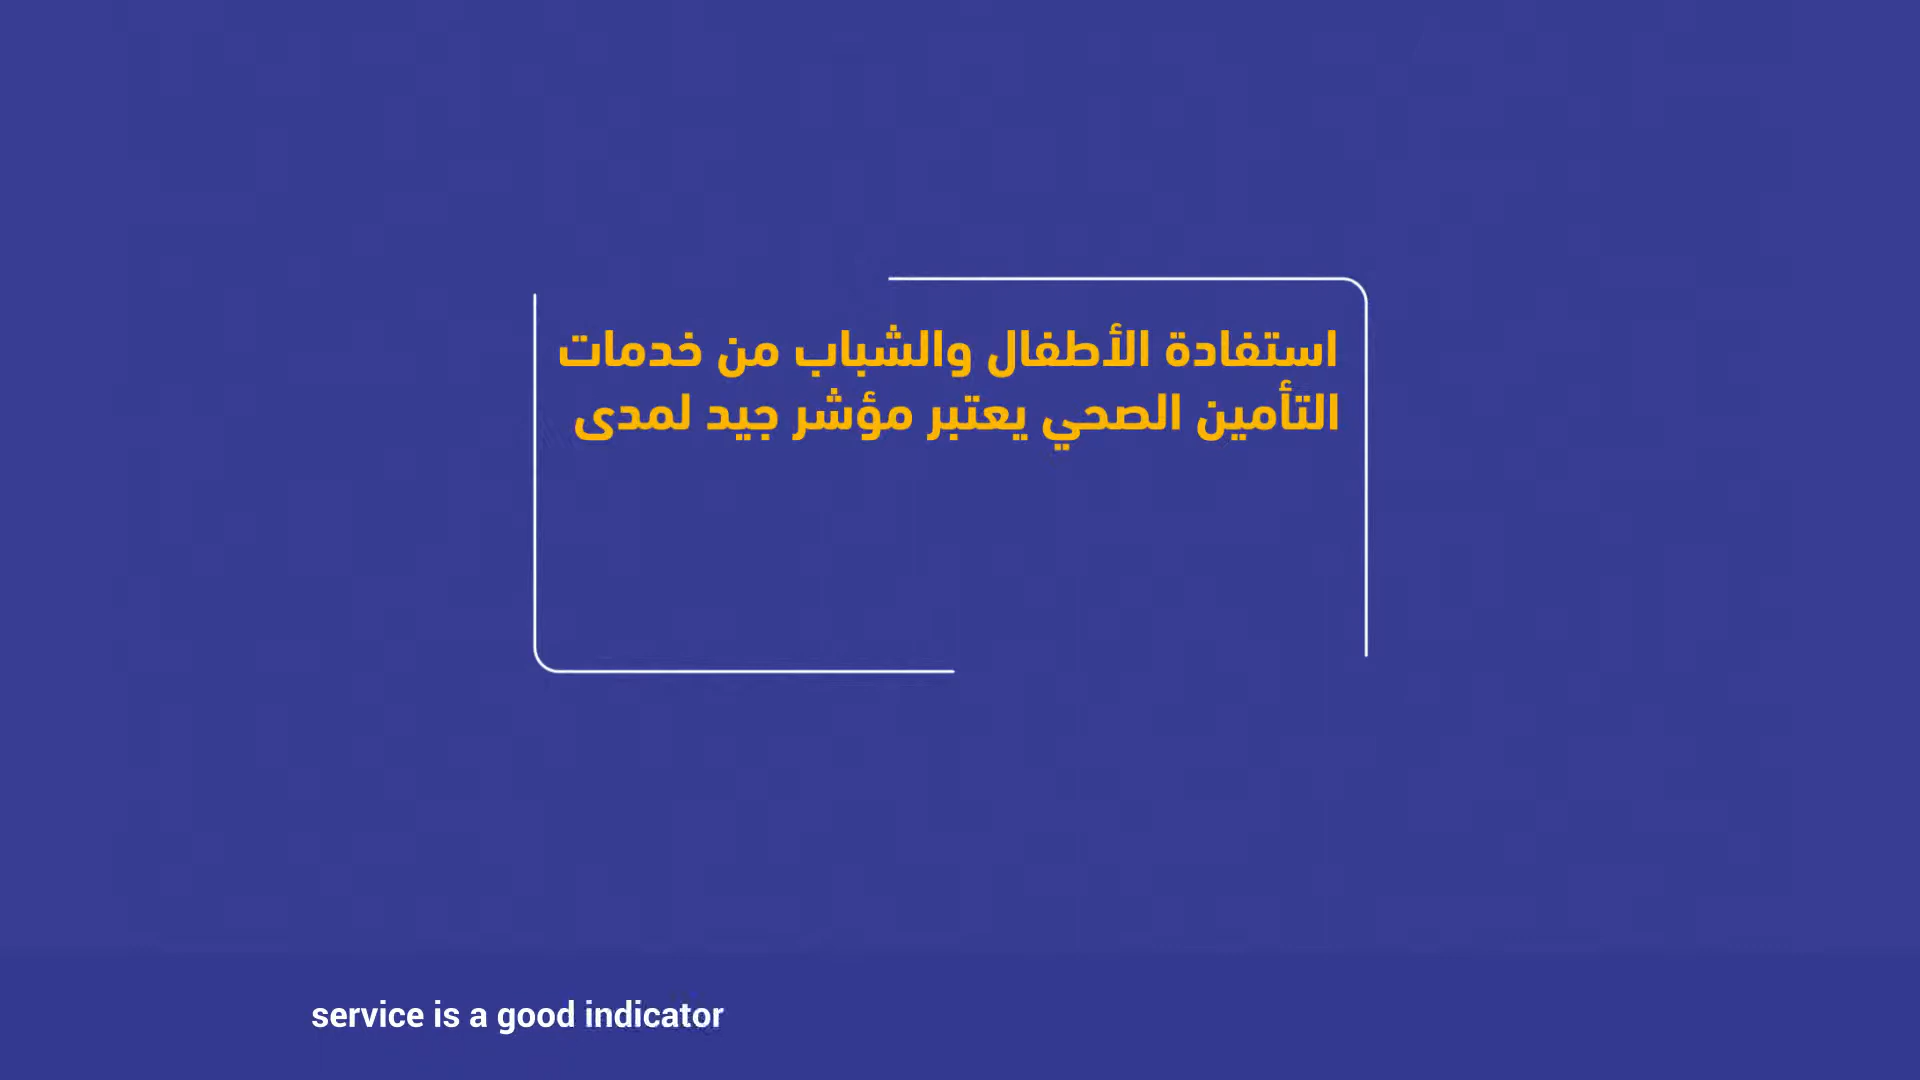 استفادة الأطفال والشباب من خدمات
التأمين الصحي يعتبر مؤشر جيد لمدى
service is a good indicator